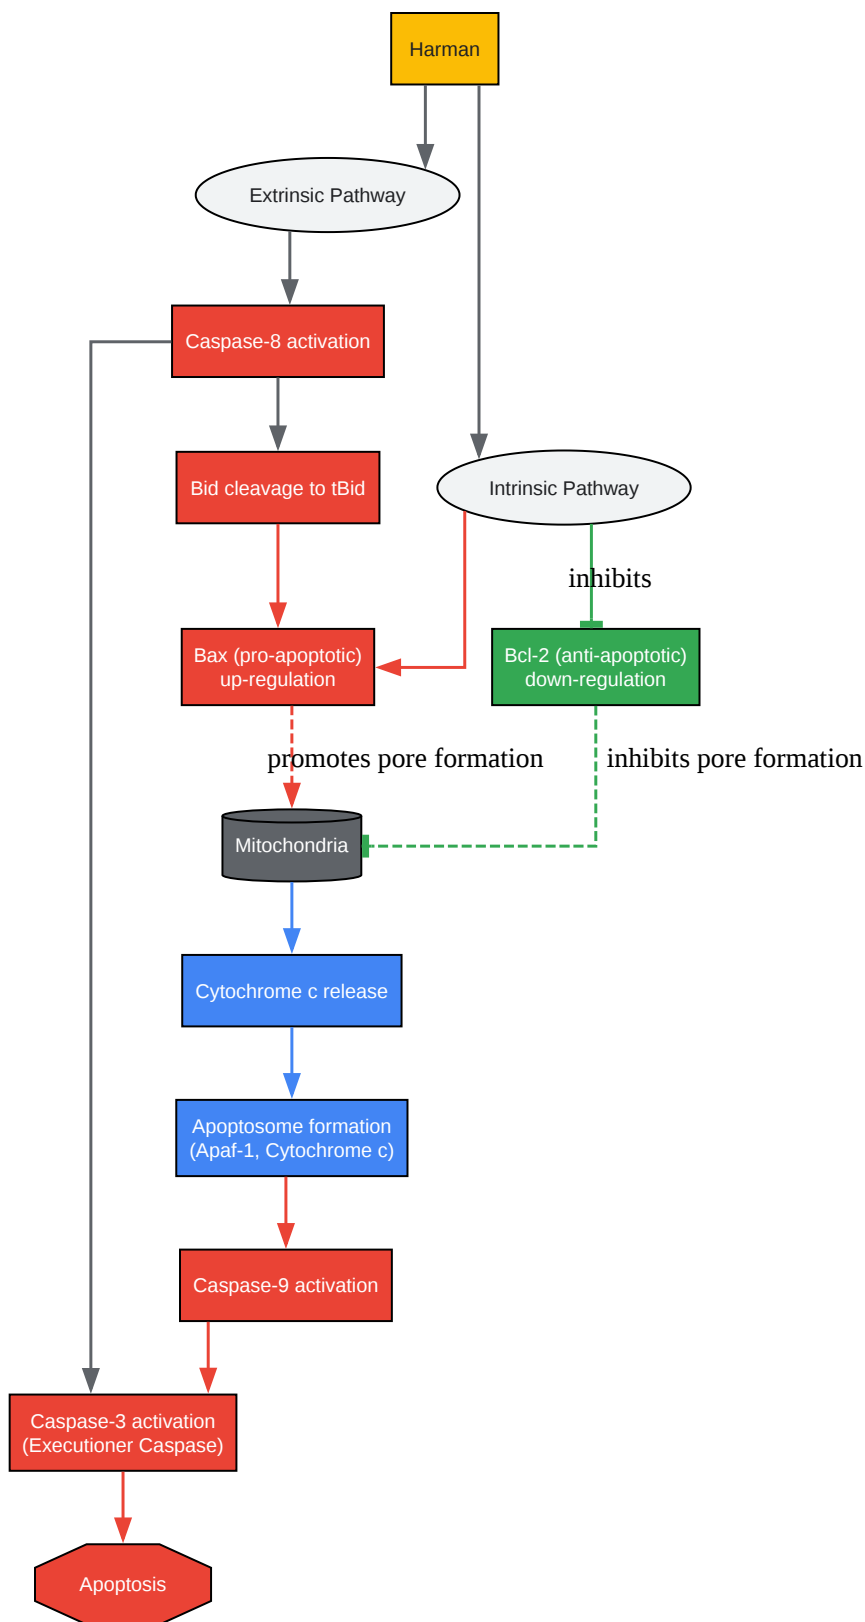 Harman
Extrinsic Pathway
Caspase-8 activation
Bid cleavage to tBid
Intrinsic Pathway
inhibits
Bax (pro-apoptotic)
up-regulation
Bcl-2 (anti-apoptotic)
down-regulation
promotes pore formation
inhibits pore formation
Mitochondria
Cytochrome c release
Apoptosome formation
(Apaf-1, Cytochrome c)
Caspase-9 activation
Caspase-3 activation
(Executioner Caspase)
Apoptosis